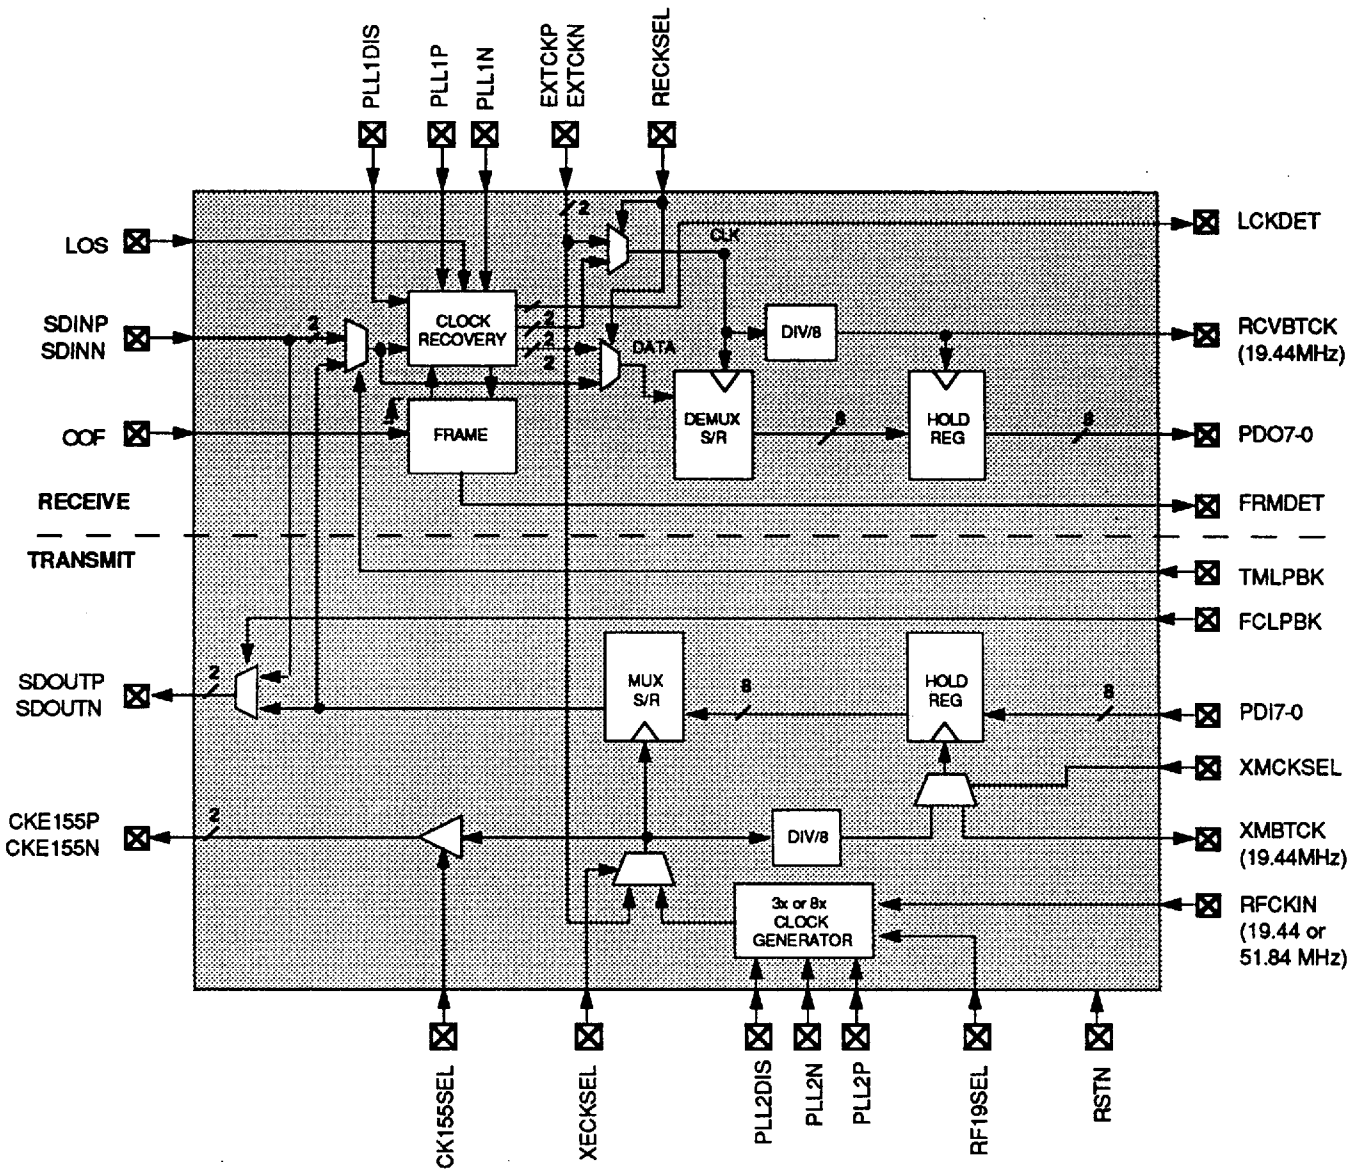 PLL1DIS
PLL1P
PLL1N
EXTCKP
EXTCKN
RECKSEL
2
LCKDET
LOS
CLK
SDINP
SDINN
2
CLOCK
RECOVERY
2
2
2
DATA
DIV/8
RCVBTCK
(19.44MHz)
OOF
FRAME
DEMUX
S/R
8
HOLD
REG
8
PDO7-0
RECEIVE
FRMDET
TRANSMIT
TMLPBK
FCLPBK
SDOUTP
SDOUTN
2
MUX
S/R
8
HOLD
REG
8
PDI7-0
XMCKSEL
CKE155P
CKE155N
2
DIV/8
XMBTCK
(19.44MHz)
3x or 8x
CLOCK
GENERATOR
RFCKIN
(19.44 or
51.84 MHz)
CK155SEL
XECKSEL
PLL2DIS
PLL2N
PLL2P
RF19SEL
RSTN